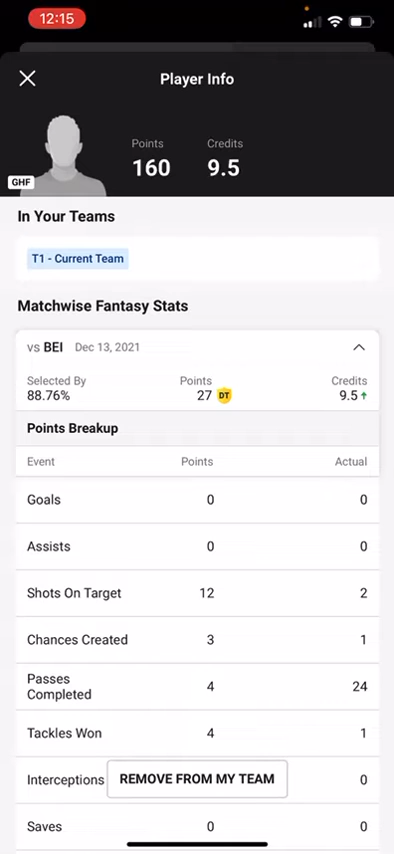 12:15
Player Info
Points Credits
160 9.5
GHF
In Your Teams
T1 - Current Team
Matchwise Fantasy Stats
vs BEI Dec 13, 2021
Selected By Points Credits
88.76% 27 DT 9.5
Points Breakup
Event Points Actual
Goals 0 0
Assists 0 0
Shots On Target 12 2
Chances Created 3 1
Passes
Completed 4 24
Tackles Won 4 1
Interceptions REMOVE FROM MY TEAM 0
Saves 0 0